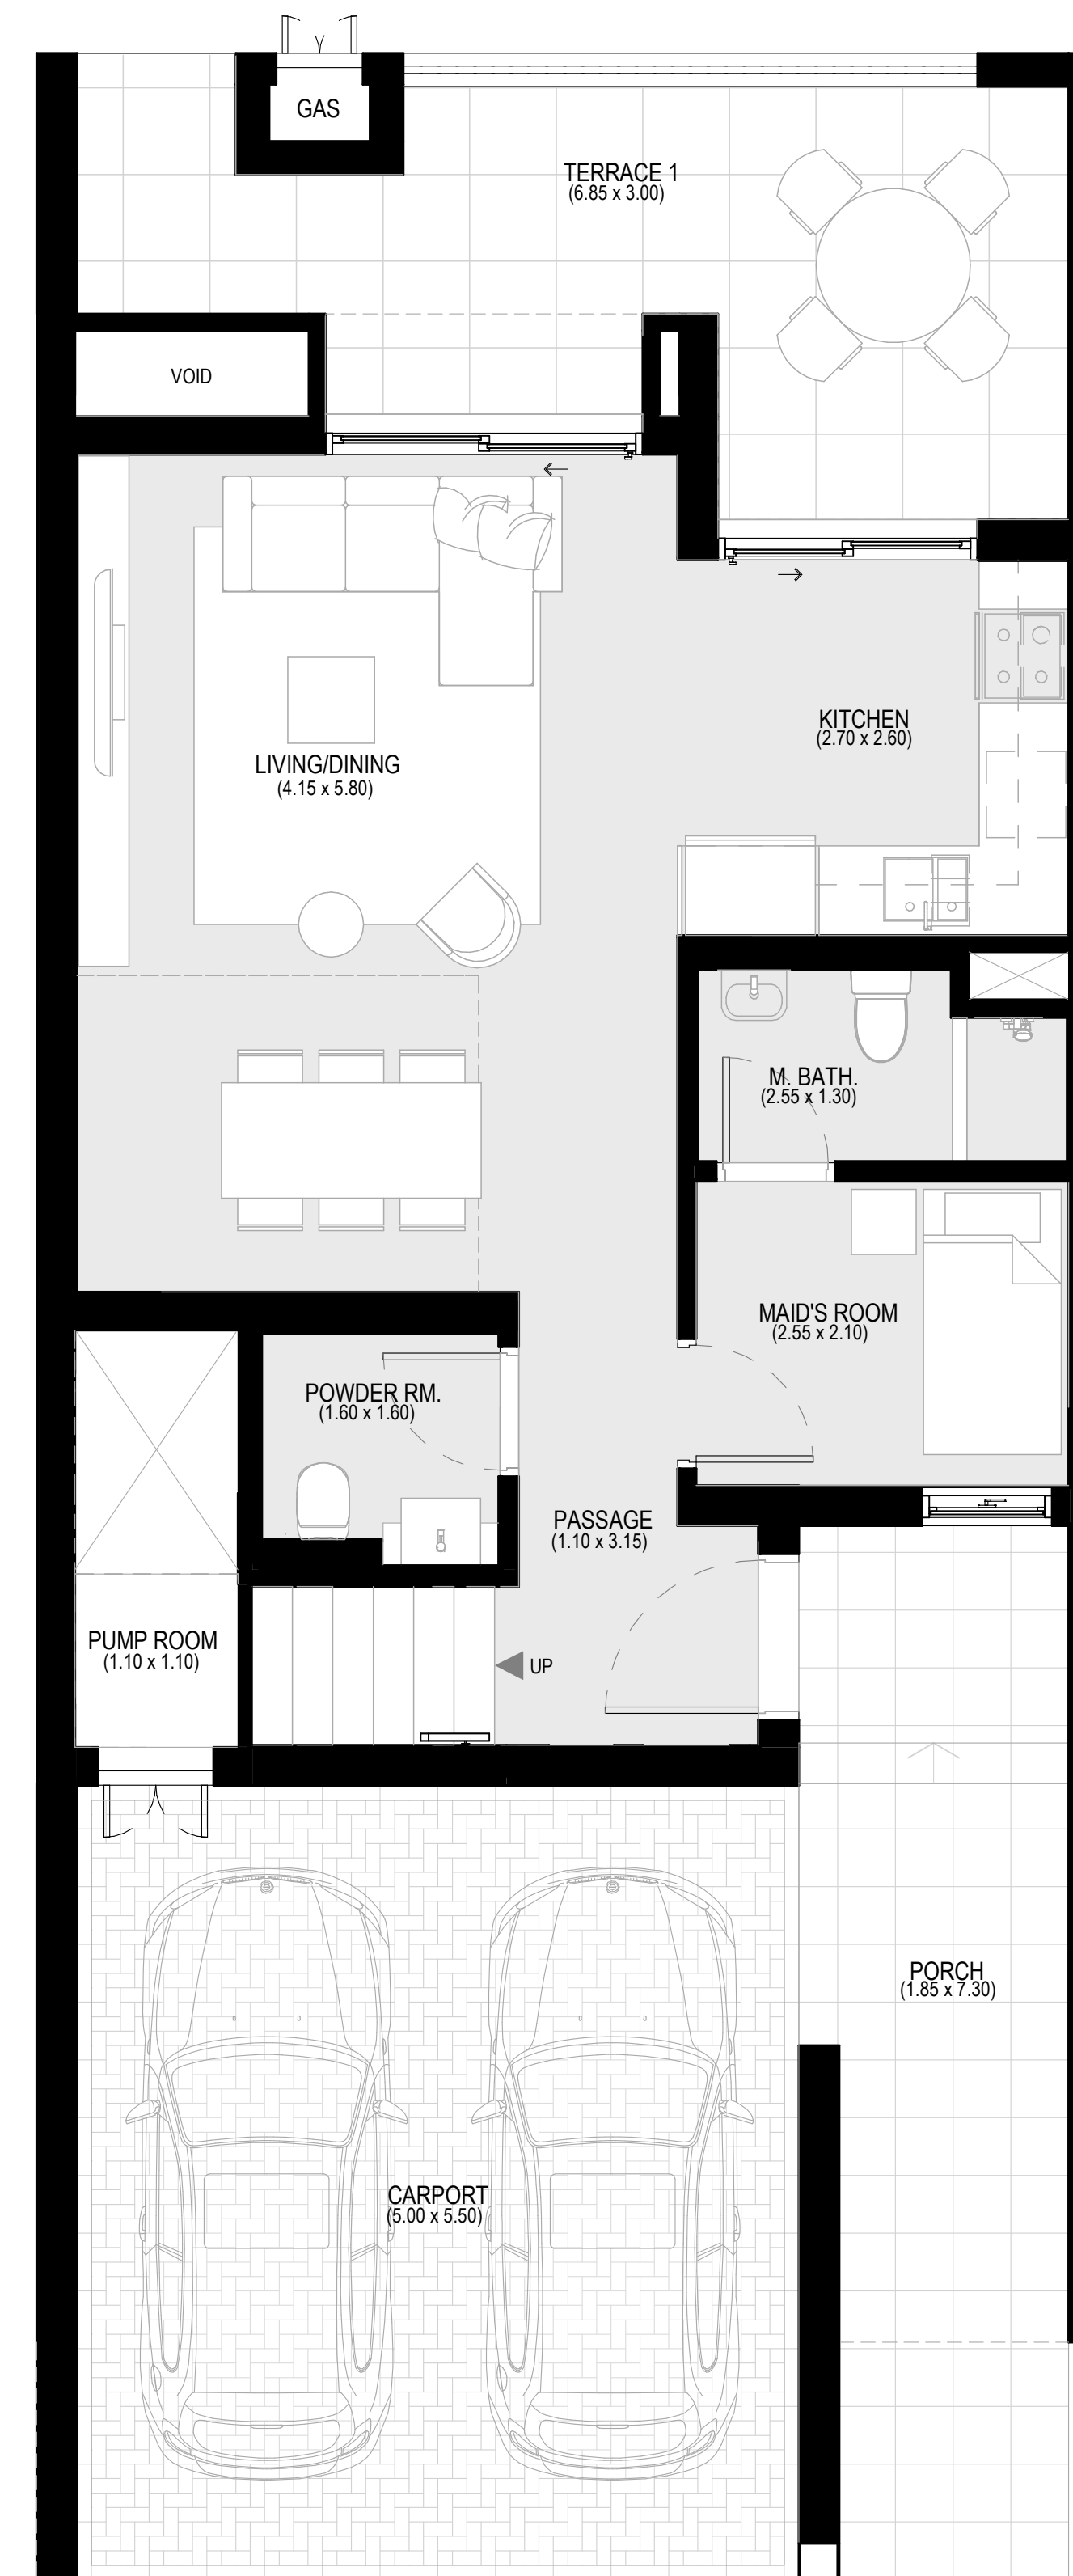 GAS
TERRACE 1
(6.85 x 3.00)
VOID
KITCHEN
(2.70 x 2.60)
LIVING/DINING
(4.15 x 5.80)
M. BATH.
(2.55 x 1.30)
MAID'S ROOM
(2.55 x 2.10)
POWDER RM.
(1.60 x 1.60)
PASSAGE
(1.10 x 3.15)
PUMP ROOM
(1.10 x 1.10)
UP
PORCH
(1.85 x 7.30)
CARPORT
(5.00 x 5.50)